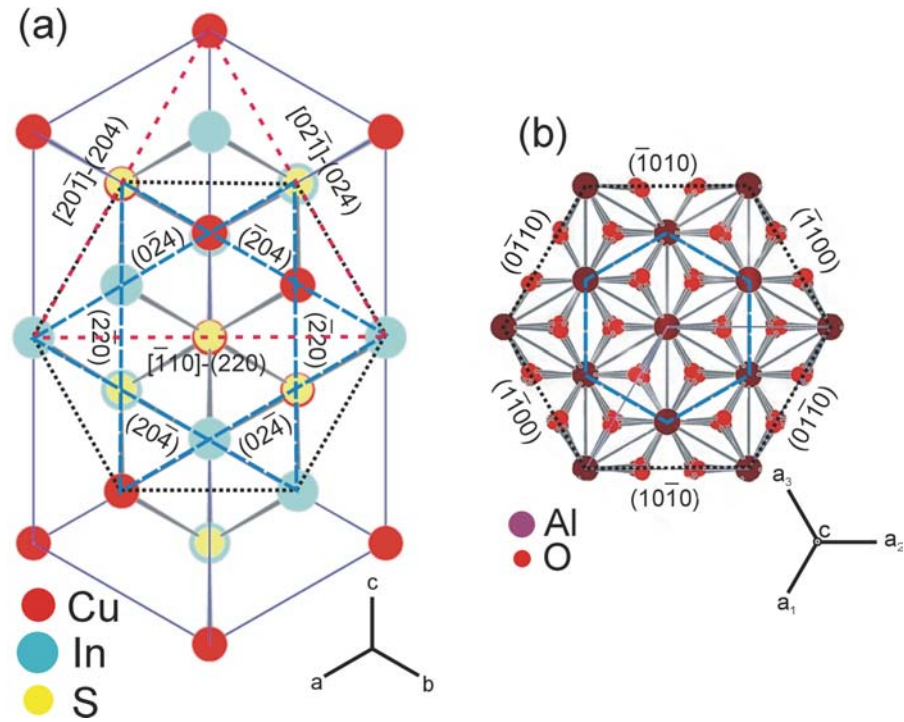 (a)
[201̄]-(204)
[021̄]-(024)
(02̄4)
(2̄04)
(22̄0)
(2̄20)
[1̄10]-(220)
(204̄)
(024̄)
Cu
In
S
c
a
b
(b)
(1̄010)
(01̄10)
(1̄100)
(11̄00)
(011̄0)
(101̄0)
Al
O
a₃
c
a₂
a₁